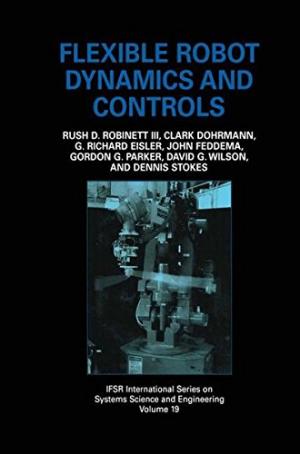 FLEXIBLE ROBOT
DYNAMICS AND
CONTROLS
RUSH D. ROBINETT III, CLARK DOHRMANN,
G. RICHARD EISLER, JOHN FEDDEMA,
GORDON G. PARKER, DAVID G. WILSON,
AND DENNIS STOKES
IFSR International Series on
Systems Science and Engineering
Volume 19